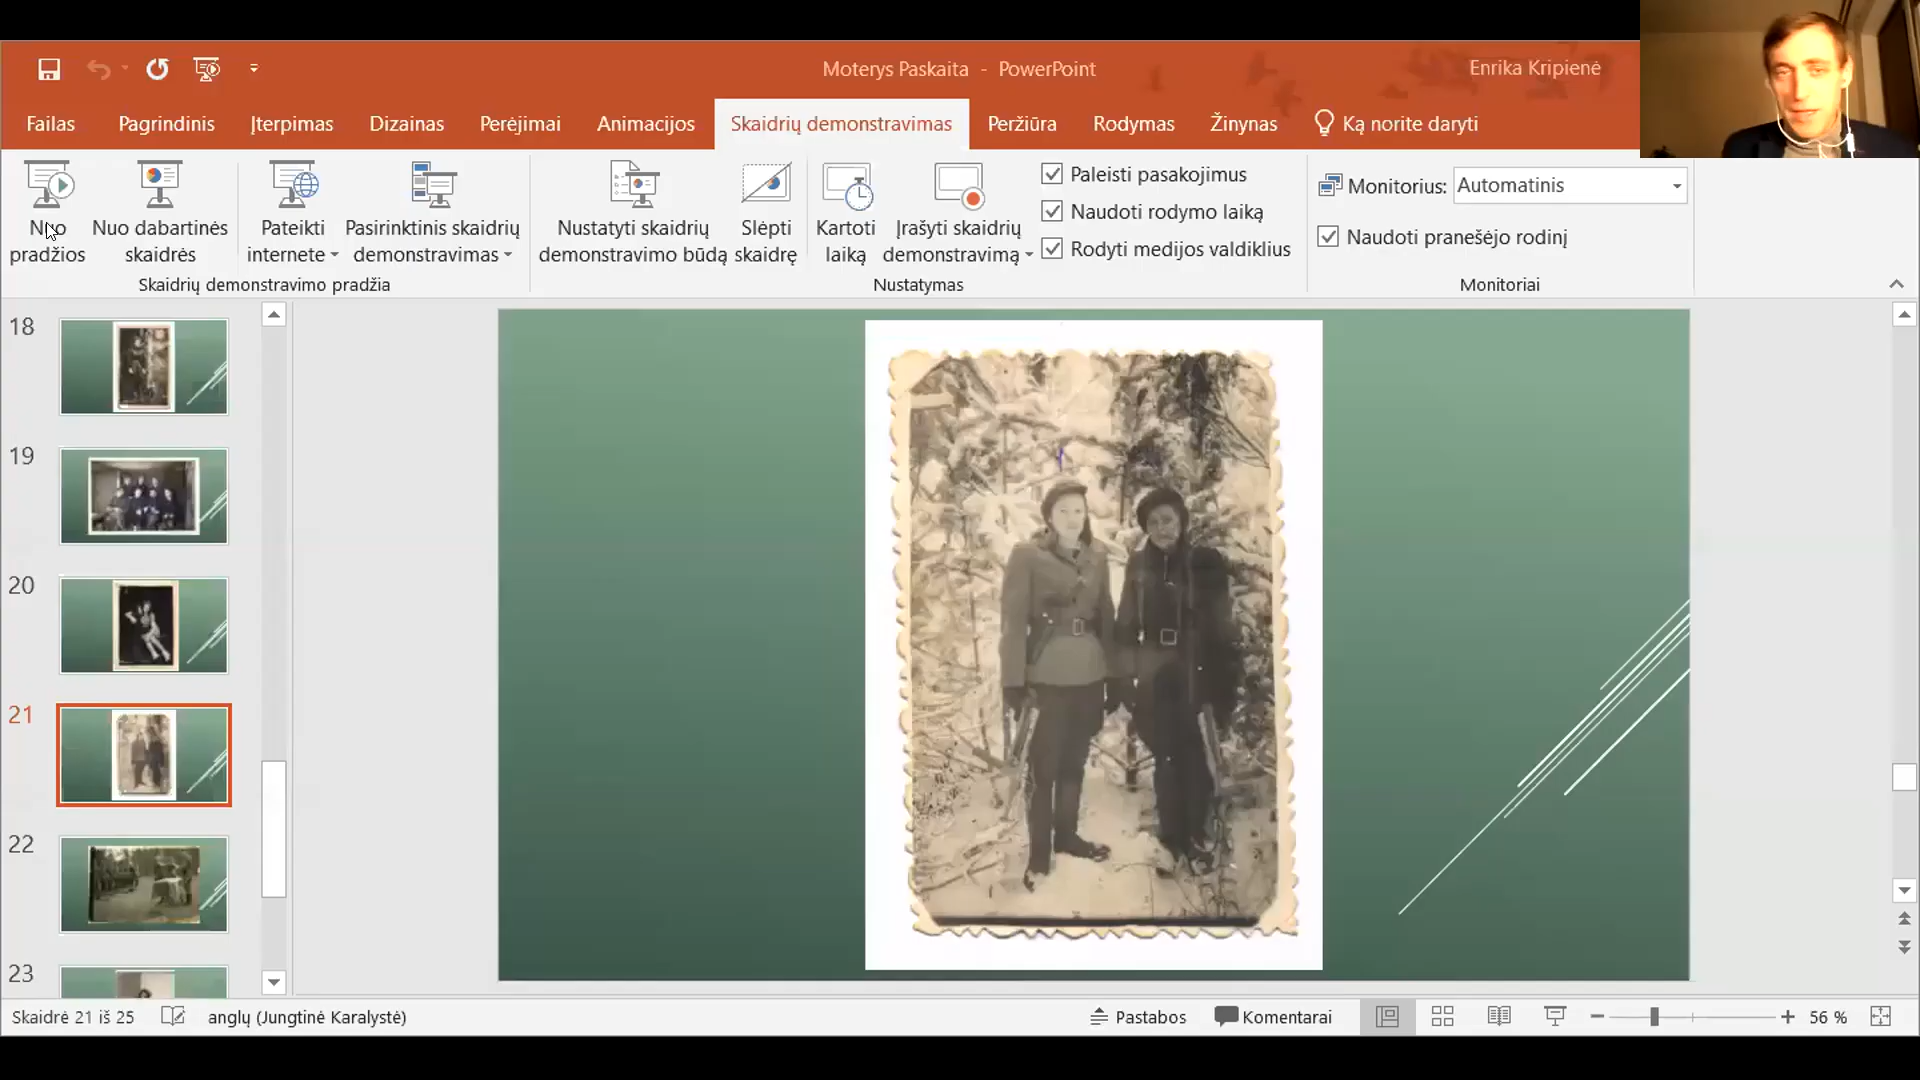 Moterys Paskaita - PowerPoint
Enrika Kripienė
Failas
Pagrindinis
Įterpimas
Dizainas
Perėjimai
Animacijos
Skaidrių demonstravimas
Peržiūra
Rodymas
Žinynas
Ką norite daryti
Nuo
pradžios
Nuo dabartinės
skaidrės
Pateikti
internete
Pasirinktinis skaidrių
demonstravimas
Skaidrių demonstravimo pradžia
Nustatyti skaidrių
demonstravimo būdą
Slėpti
skaidrę
Kartoti
laiką
Įrašyti skaidrių
demonstravimą
Paleisti pasakojimus
Naudoti rodymo laiką
Rodyti medijos valdiklius
Nustatymas
Monitorius:
Automatinis
Naudoti pranešėjo rodinį
Monitoriai
18
19
20
21
22
23
Skaidrė 21 iš 25
anglų (Jungtinė Karalystė)
Pastabos
Komentarai
56 %